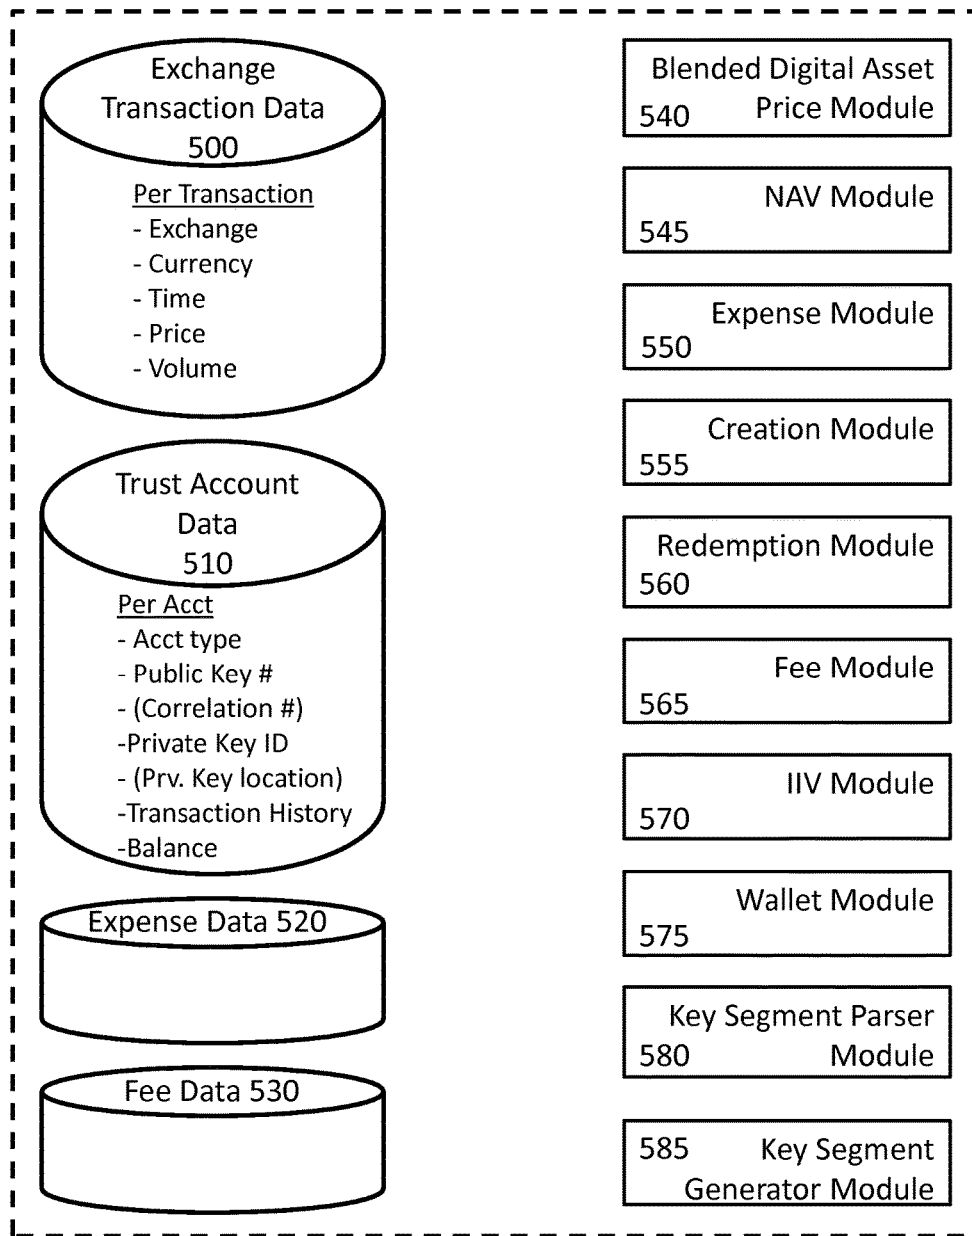 Exchange
Transaction Data
500
Per Transaction
- Exchange
- Currency
- Time
- Price
- Volume
Trust Account
Data
510
Per Acct
- Acct type
- Public Key #
- (Correlation #)
-Private Key ID
- (Prv. Key location)
-Transaction History
-Balance
Expense Data 520
Fee Data 530
Blended Digital Asset
540 Price Module
NAV Module
545
Expense Module
550
Creation Module
555
Redemption Module
560
Fee Module
565
IIV Module
570
Wallet Module
575
Key Segment Parser
580 Module
585 Key Segment
Generator Module